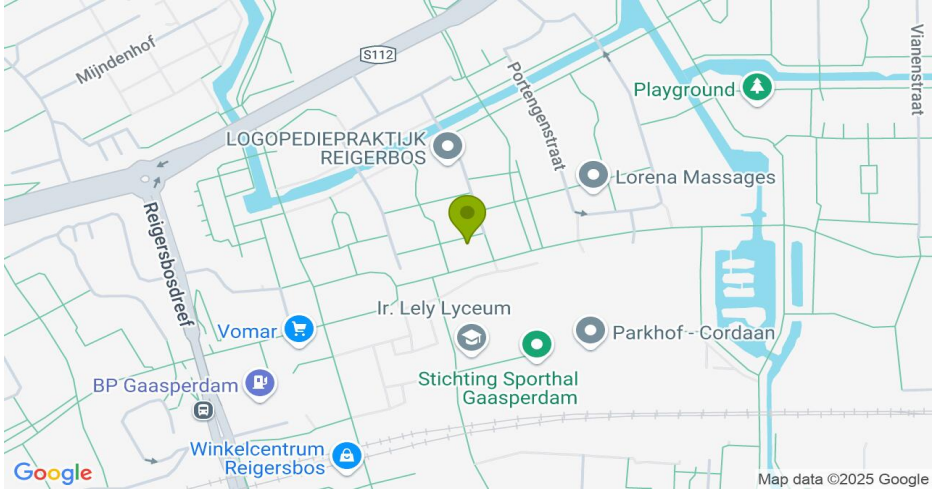 Mijndenhof
S112
Vianenstraat
Portengenstraat
Playground
LOGOPEDIEPRAKTIJK
REIGERBOS
Lorena Massages
Reigersbosdreef
Ir. Lely Lyceum
Vomar
Parkhof - Cordaan
BP Gaasperdam
Stichting Sporthal
Gaasperdam
Winkelcentrum
Reigersbos
Google
Map data ©2025 Google